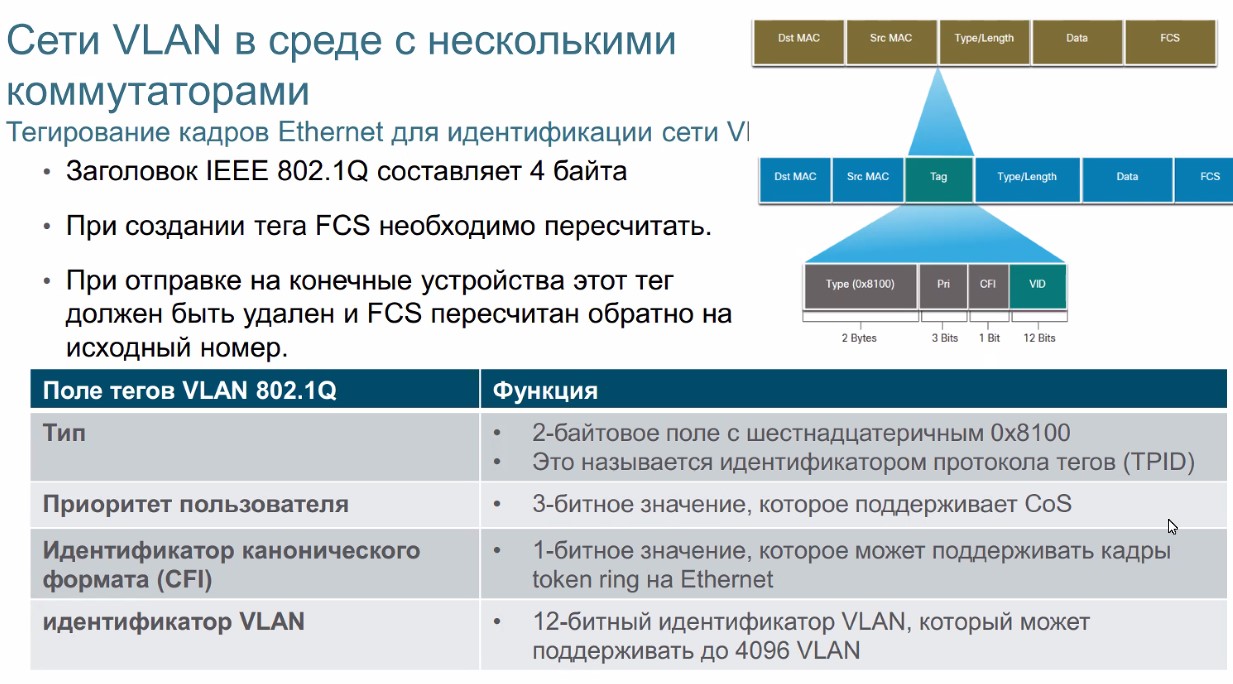 Сети VLAN в среде с несколькими
коммутаторами
Тегирование кадров Ethernet для идентификации сети VI
• Заголовок IEEE 802.1Q составляет 4 байта
• При создании тега FCS необходимо пересчитать.
• При отправке на конечные устройства этот тег
должен быть удален и FCS пересчитан обратно на
исходный номер.
Dst MAC Src MAC Type/Length Data FCS
Dst MAC Src MAC Tag Type/Length Data FCS
Type (0x8100) Pri CFI VID
2 Bytes 3 Bits 1 Bit 12 Bits
Поле тегов VLAN 802.1Q Функция
Тип
• 2-байтовое поле с шестнадцатеричным 0x8100
• Это называется идентификатором протокола тегов (TPID)
Приоритет пользователя
• 3-битное значение, которое поддерживает CoS
Идентификатор канонического
формата (CFI)
• 1-битное значение, которое может поддерживать кадры
token ring на Ethernet
идентификатор VLAN
• 12-битный идентификатор VLAN, который может
поддерживать до 4096 VLAN